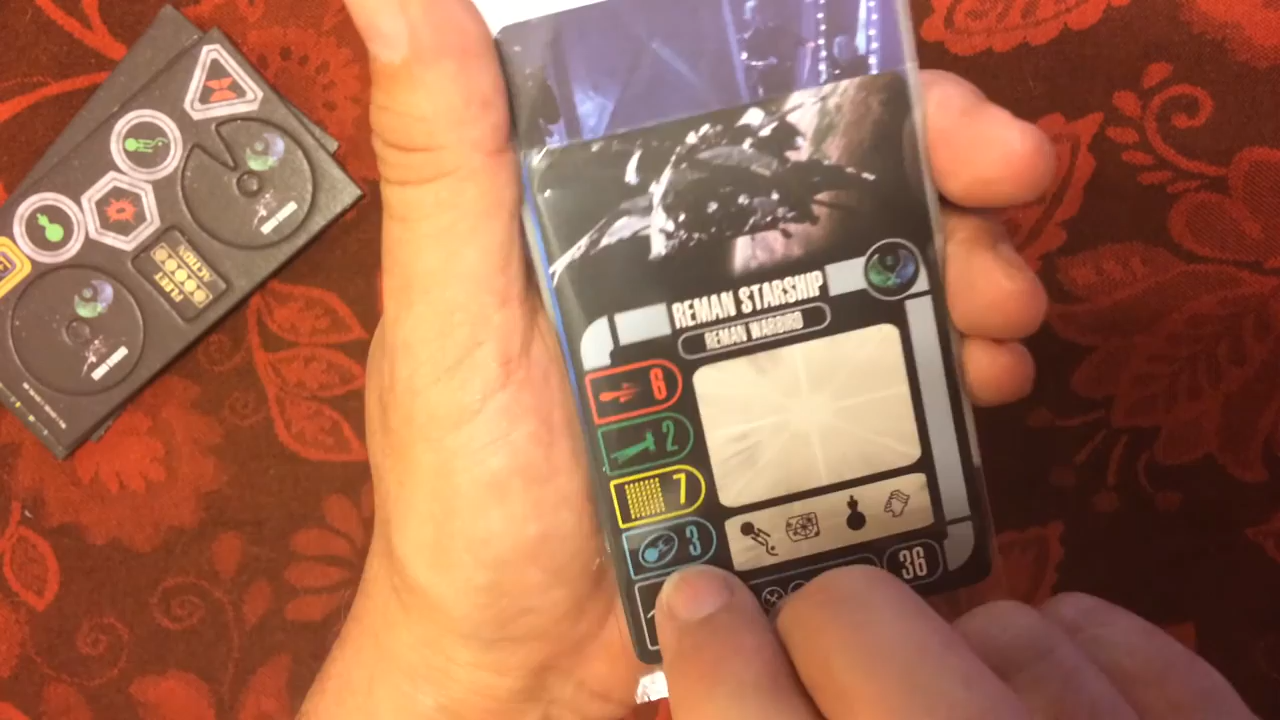 REMAN STARSHIP
REMAN WARBIRD
6
2
7
3
36
FLEET
ACTION